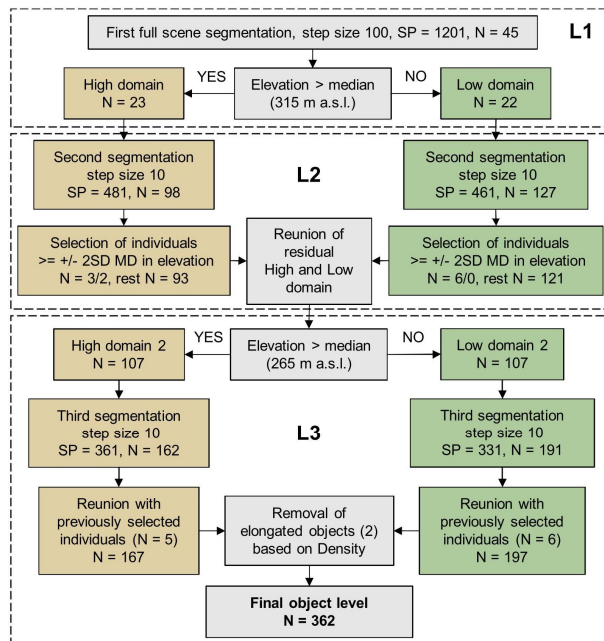 First full scene segmentation, step size 100, SP = 1201, N = 45
L1
High domain
N = 23
YES
Elevation > median
(315 m a.s.l.)
NO
Low domain
N = 22
Second segmentation
step size 10
SP = 481, N = 98
L2
Second segmentation
step size 10
SP = 461, N = 127
Selection of individuals
>= +/- 2SD MD in elevation
N = 3/2, rest N = 93
Reunion of
residual
High and Low
domain
Selection of individuals
>= +/- 2SD MD in elevation
N = 6/0, rest N = 121
High domain 2
N = 107
YES
Elevation > median
(265 m a.s.l.)
NO
Low domain 2
N = 107
Third segmentation
step size 10
SP = 361, N = 162
L3
Third segmentation
step size 10
SP = 331, N = 191
Reunion with
previously selected
individuals (N = 5)
N = 167
Removal of
elongated objects (2)
based on Density
Reunion with
previously selected
individuals (N = 6)
N = 197
Final object level
N = 362